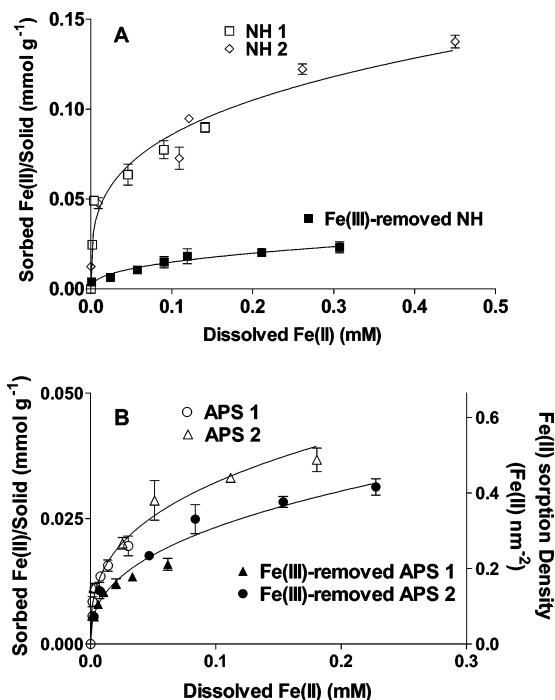 A
NH 1
NH 2
Fe(III)-removed NH
Sorbed Fe(II)/Solid (mmol g-1)
0.15
0.10
0.05
0.00
0.0 0.1 0.2 0.3 0.4 0.5
Dissolved Fe(II) (mM)
B
APS 1
APS 2
Fe(III)-removed APS 1
Fe(III)-removed APS 2
Sorbed Fe(II)/Solid (mmol g-1)
0.050
0.025
0.000
0.6
0.4
0.2
0.0
Fe(II) sorption Density
(Fe(II) nm-2)
0.0 0.1 0.2 0.3
Dissolved Fe(II) (mM)